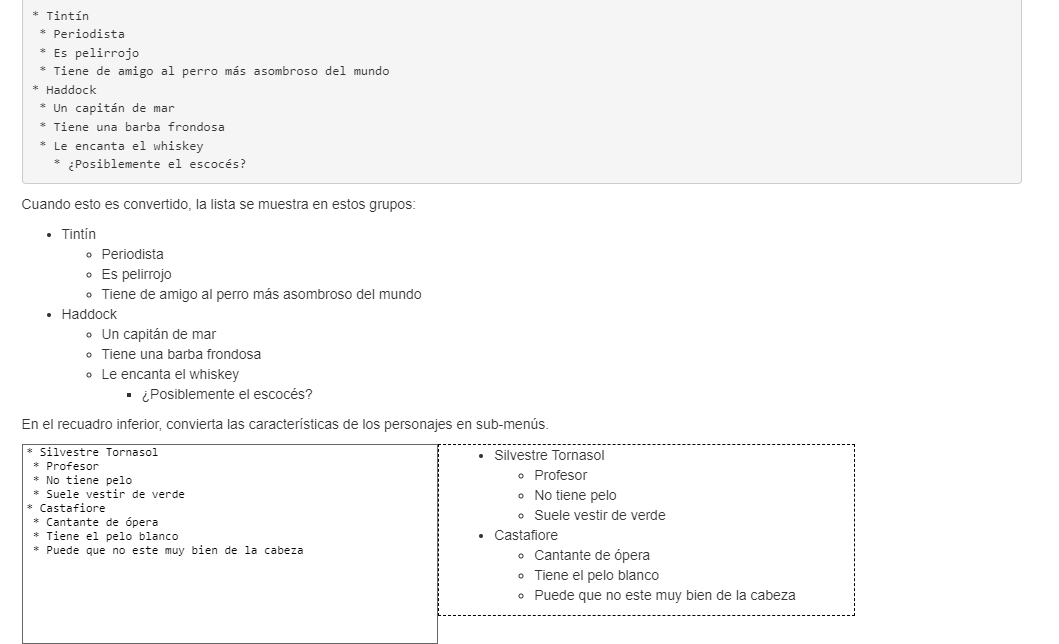 * Tintín
 * Periodista
 * Es pelirrojo
 * Tiene de amigo al perro más asombroso del mundo
* Haddock
 * Un capitán de mar
 * Tiene una barba frondosa
 * Le encanta el whiskey
   * ¿Posiblemente el escocés?
Cuando esto es convertido, la lista se muestra en estos grupos:
• Tintín
◦ Periodista
◦ Es pelirrojo
◦ Tiene de amigo al perro más asombroso del mundo
• Haddock
◦ Un capitán de mar
◦ Tiene una barba frondosa
◦ Le encanta el whiskey
▪ ¿Posiblemente el escocés?
En el recuadro inferior, convierta las características de los personajes en sub-menús.
* Silvestre Tornasol
 * Profesor
 * No tiene pelo
 * Suele vestir de verde
* Castafiore
 * Cantante de ópera
 * Tiene el pelo blanco
 * Puede que no este muy bien de la cabeza
• Silvestre Tornasol
◦ Profesor
◦ No tiene pelo
◦ Suele vestir de verde
• Castafiore
◦ Cantante de ópera
◦ Tiene el pelo blanco
◦ Puede que no este muy bien de la cabeza